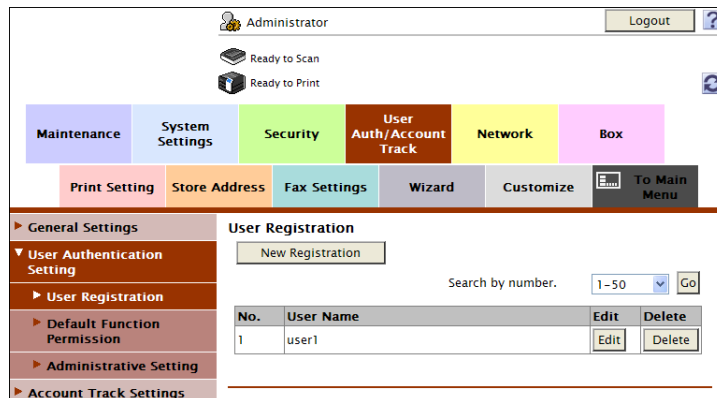 Administrator
Logout
?
Ready to Scan
Ready to Print
Maintenance
System
Settings
Security
User
Auth/Account
Track
Network
Box
Print Setting
Store Address
Fax Settings
Wizard
Customize
To Main
Menu
General Settings
User Authentication
Setting
User Registration
Default Function
Permission
Administrative Setting
Account Track Settings
User Registration
New Registration
Search by number.
1-50
Go
No. User Name Edit Delete
1 user1 Edit Delete